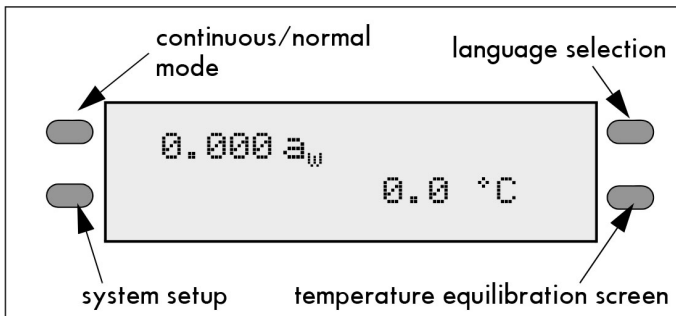 continuous/normal
mode
language selection
0.000 aw
0.0 °C
system setup
temperature equilibration screen